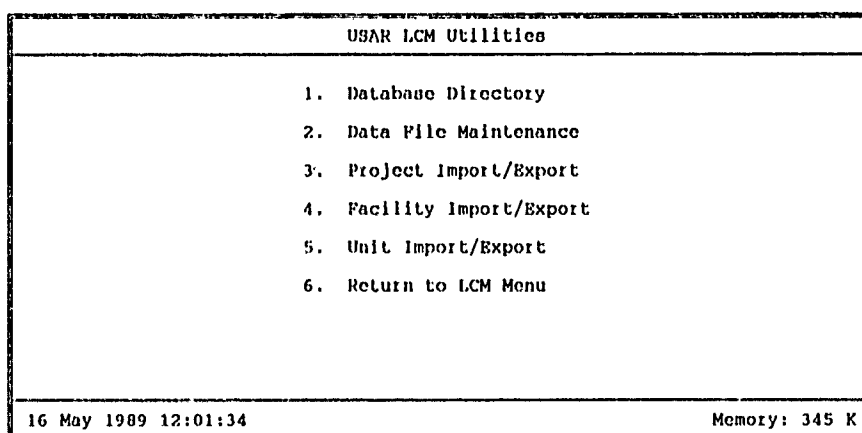 USAR LCM Utilities
1. Database Directory
2. Data File Maintenance
3. Project Import/Export
4. Facility Import/Export
5. Unit Import/Export
6. Return to LCM Menu
16 May 1989 12:01:34 Memory: 345 K